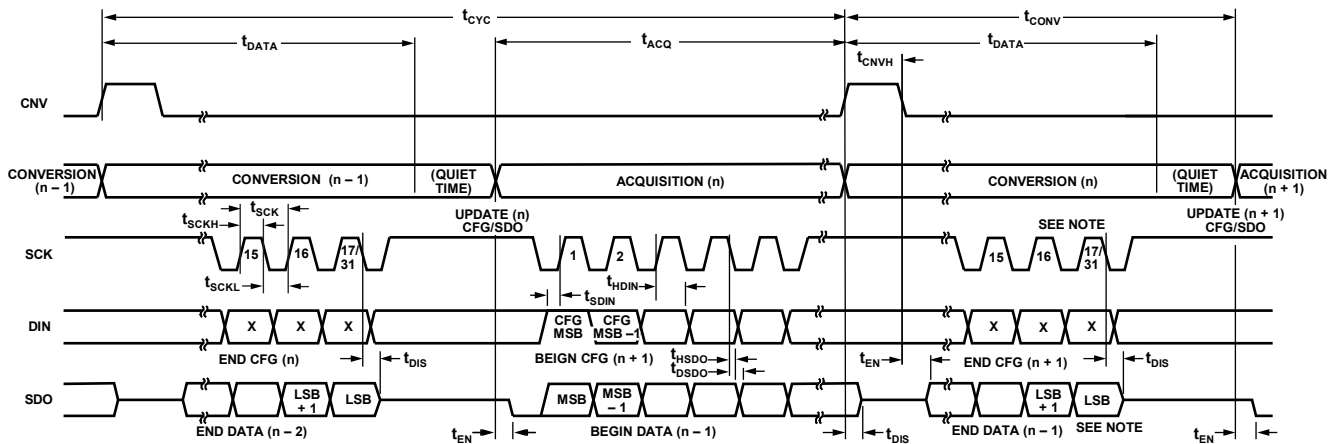 tCYC
tCONV
tDATA
tACQ
tDATA
tCNVH
CNV
CONVERSION
(n – 1)
CONVERSION (n – 1)
(QUIET
TIME)
ACQUISITION (n)
CONVERSION (n)
(QUIET
TIME)
ACQUISITION
(n + 1)
tSCK
tSCKH
UPDATE (n)
CFG/SDO
SEE NOTE
UPDATE (n + 1)
CFG/SDO
SCK
15
16
17/
31
1
2
15
16
17/
31
tSCKL
tHDIN
tSDIN
DIN
X
X
X
CFG
MSB
CFG
MSB –1
X
X
X
END CFG (n)
tDIS
BEIGN CFG (n + 1)
tHSDO
tDSDO
tEN
END CFG (n + 1)
tDIS
SDO
LSB
+ 1
LSB
MSB
MSB
–1
LSB
+ 1
LSB
END DATA (n – 2)
tEN
BEGIN DATA (n – 1)
tDIS
END DATA (n – 1)
SEE NOTE
tEN